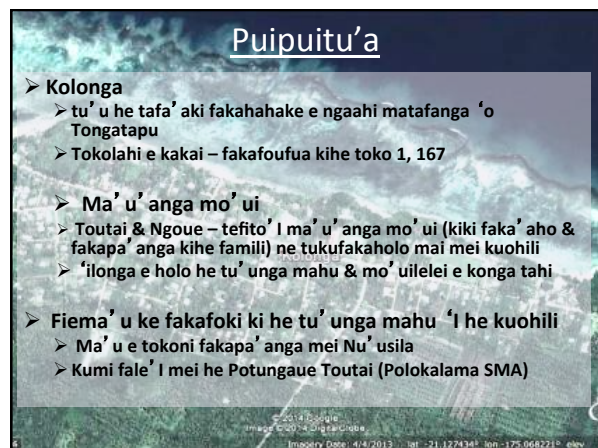 Puipuitu’a
➢ Kolonga
➢ tu’u he tafa’aki fakahahake e ngaahi matafanga ‘o
Tongatapu
➢ Tokolahi e kakai – fakafoufua kihe toko 1, 167
➢ Ma’u’anga mo’ui
➢ Toutai & Ngoue – tefito’I ma’u’anga mo’ui (kiki faka’aho &
fakapa’anga kihe famili) ne tukufakaholo mai mei kuohili
➢ ‘ilonga e holo he tu’unga mahu & mo’uilelei e konga tahi
Kolonga
➢ Fiema’u ke fakafoki ki he tu’unga mahu ‘I he kuohili
➢ Ma’u e tokoni fakapa’anga mei Nu’usila
➢ Kumi fale’I mei he Potungaue Toutai (Polokalama SMA)
© 2014 Google
Image © 2014 DigitalGlobe
Imagery Date: 4/4/2013 lat -21.127434° lon -175.068221° elev